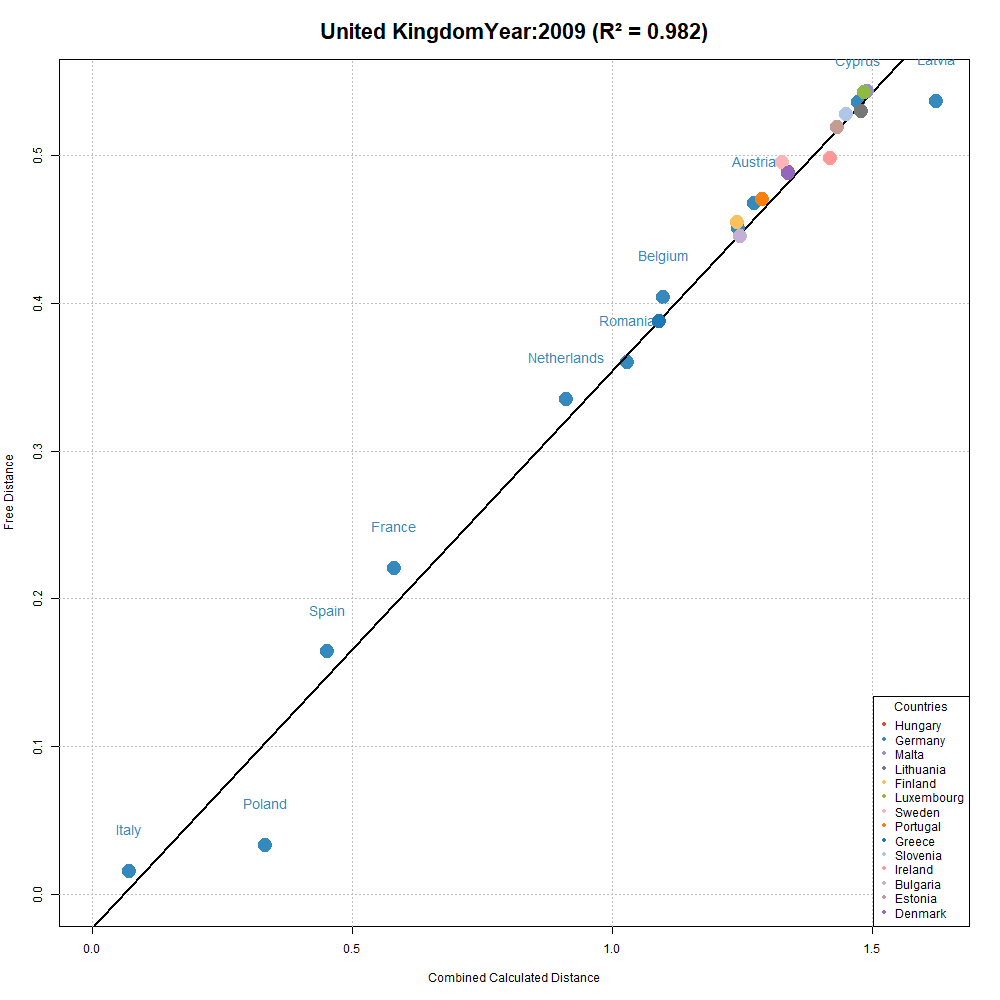 United KingdomYear:2009 (R² = 0.982)
Cyprus
Latvia
Austria
Belgium
Romania
Netherlands
France
Spain
Poland
Italy
0.5
0.4
0.3
0.2
0.1
0.0
Free Distance
0.0
0.5
1.0
1.5
Combined Calculated Distance
Countries
Hungary
Germany
Malta
Lithuania
Finland
Luxembourg
Sweden
Portugal
Greece
Slovenia
Ireland
Bulgaria
Estonia
Denmark